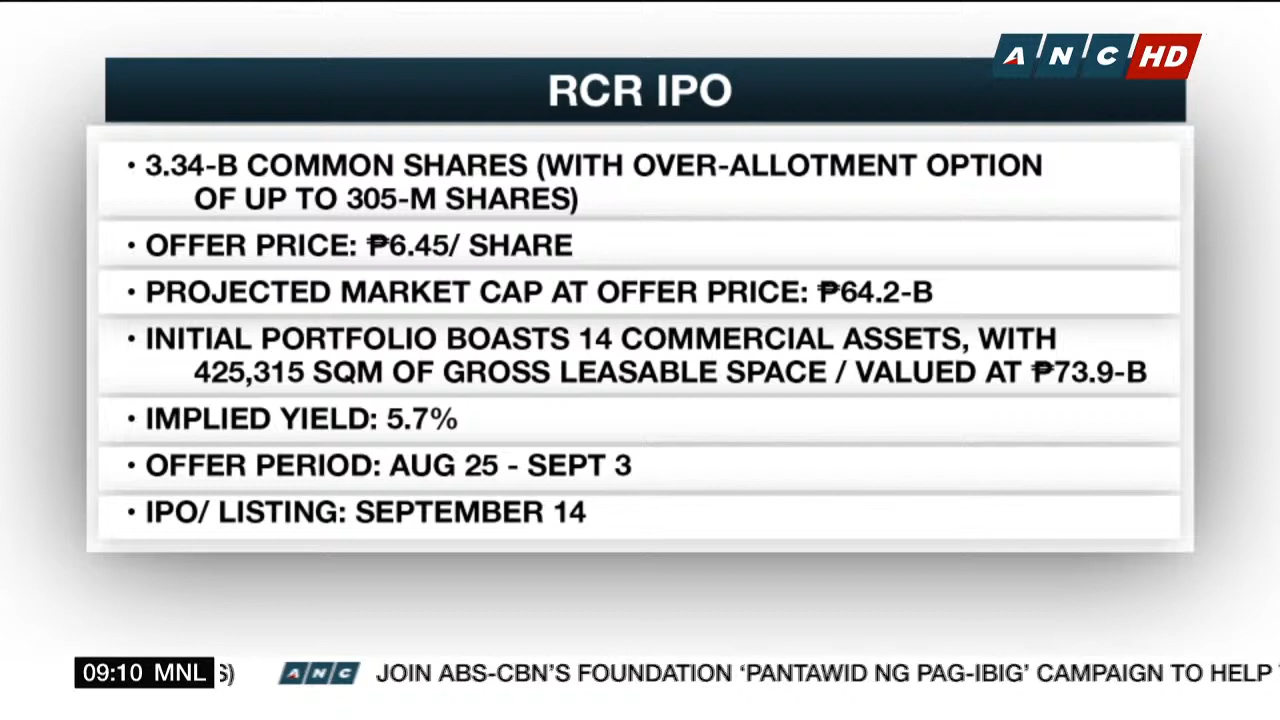 ANC HD
RCR IPO
• 3.34-B COMMON SHARES (WITH OVER-ALLOTMENT OPTION
OF UP TO 305-M SHARES)
• OFFER PRICE: ₱6.45/ SHARE
• PROJECTED MARKET CAP AT OFFER PRICE: ₱64.2-B
• INITIAL PORTFOLIO BOASTS 14 COMMERCIAL ASSETS, WITH
425,315 SQM OF GROSS LEASABLE SPACE / VALUED AT ₱73.9-B
• IMPLIED YIELD: 5.7%
• OFFER PERIOD: AUG 25 - SEPT 3
• IPO/ LISTING: SEPTEMBER 14
09:10 MNL S) ANC JOIN ABS-CBN'S FOUNDATION 'PANTAWID NG PAG-IBIG' CAMPAIGN TO HELP